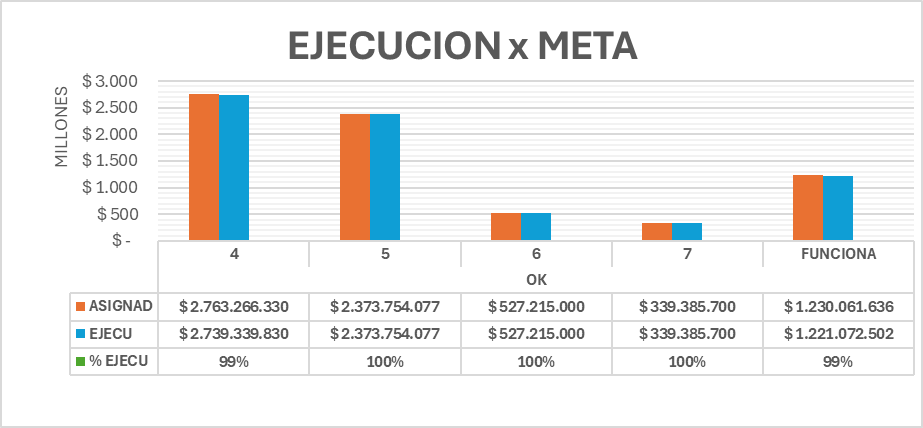 EJECUCION x META
MILLONES
$ 3.000
$ 2.500
$ 2.000
$ 1.500
$ 1.000
$ 500
$ -
4 5 6 7 FUNCIONA
OK
ASIGNAD $ 2.763.266.330 $ 2.373.754.077 $ 527.215.000 $ 339.385.700 $ 1.230.061.636
EJECU $ 2.739.339.830 $ 2.373.754.077 $ 527.215.000 $ 339.385.700 $ 1.221.072.502
% EJECU 99% 100% 100% 100% 99%